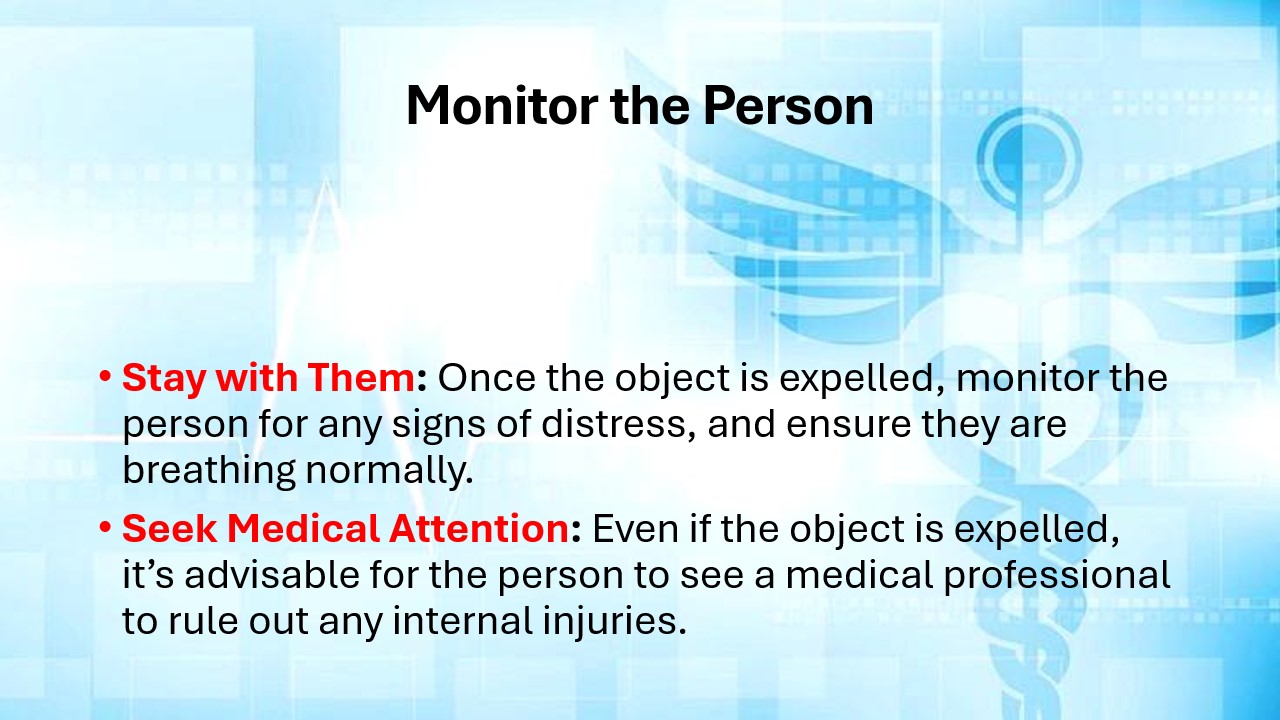 Monitor the Person
• Stay with Them: Once the object is expelled, monitor the
person for any signs of distress, and ensure they are
breathing normally.
• Seek Medical Attention: Even if the object is expelled,
it’s advisable for the person to see a medical professional
to rule out any internal injuries.